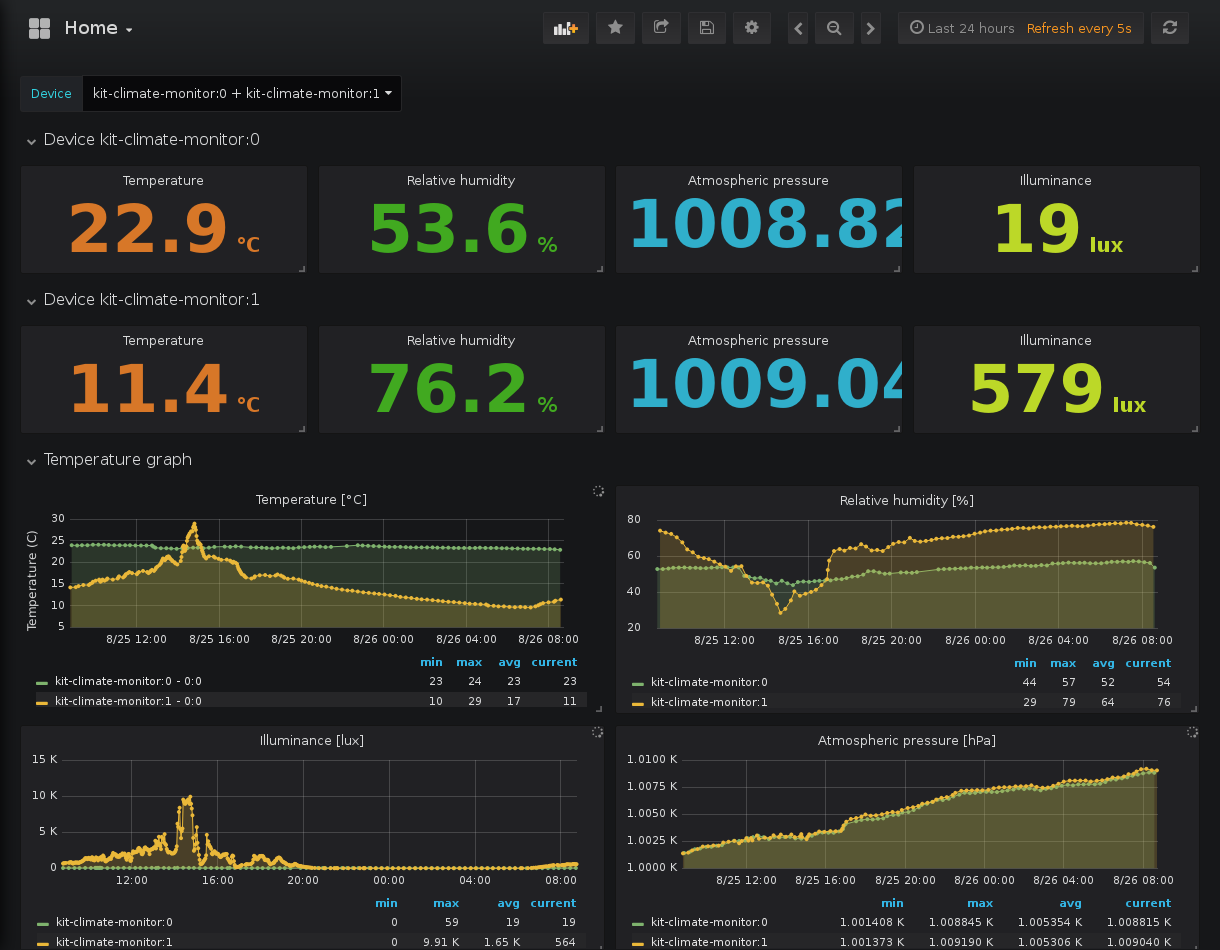 Home
Last 24 hours Refresh every 5s
Device kit-climate-monitor:0 + kit-climate-monitor:1
Device kit-climate-monitor:0
Temperature Relative humidity Atmospheric pressure Illuminance
22.9 °C 53.6 % 1008.82 19 lux
Device kit-climate-monitor:1
Temperature Relative humidity Atmospheric pressure Illuminance
11.4 °C 76.2 % 1009.04 579 lux
Temperature graph
Temperature [°C]
Temperature (C)
30
25
20
15
10
5
8/25 12:00 8/25 16:00 8/25 20:00 8/26 00:00 8/26 04:00 8/26 08:00
min max avg current
kit-climate-monitor:0 - 0:0 23 24 23 23
kit-climate-monitor:1 - 0:0 10 29 17 11
Relative humidity [%]
80
60
40
20
8/25 12:00 8/25 16:00 8/25 20:00 8/26 00:00 8/26 04:00 8/26 08:00
min max avg current
kit-climate-monitor:0 44 57 52 54
kit-climate-monitor:1 29 79 64 76
Illuminance [lux]
15 K
10 K
5 K
0
12:00 16:00 20:00 00:00 04:00 08:00
min max avg current
kit-climate-monitor:0 0 59 19 19
kit-climate-monitor:1 0 9.91 K 1.65 K 564
Atmospheric pressure [hPa]
1.0100 K
1.0075 K
1.0050 K
1.0025 K
1.0000 K
8/25 12:00 8/25 16:00 8/25 20:00 8/26 00:00 8/26 04:00 8/26 08:00
min max avg current
kit-climate-monitor:0 1.001408 K 1.008845 K 1.005354 K 1.008815 K
kit-climate-monitor:1 1.001373 K 1.009190 K 1.005306 K 1.009040 K